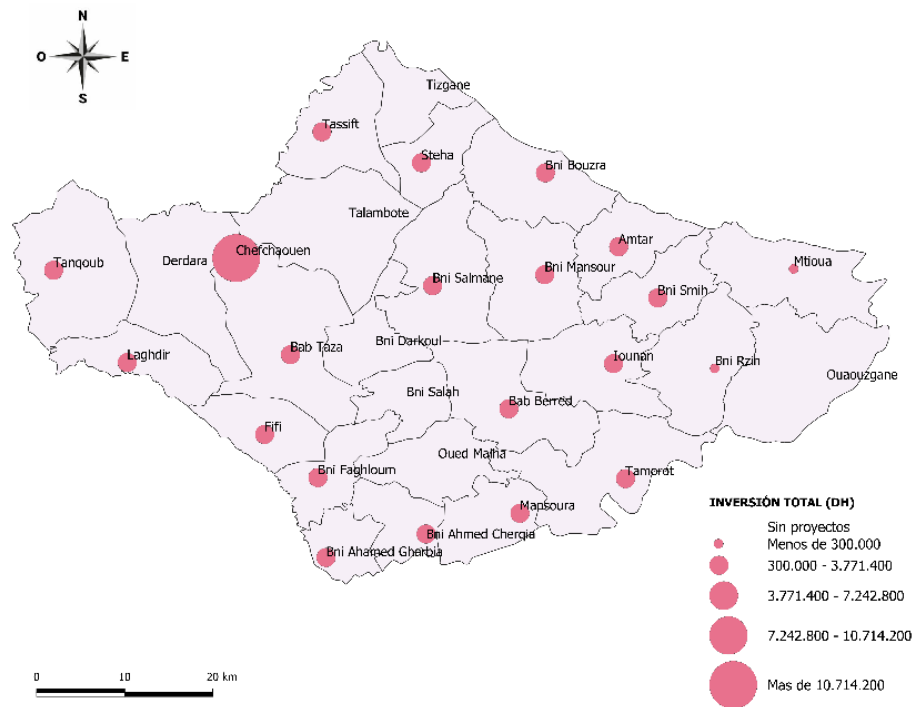 N
O
E
S
Tizgane
Tassift
Steha
Bni Bouzra
Talambote
Amtar
Chefchaouen
Derdara
Tanqoub
Mtioua
Bni Mansour
Bni Salmane
Bni Smih
Bni Darkoul
Bab Taza
Laghdir
Iounan
Bni Rzih
Ouaouzgane
Bni Salah
Bab Berred
Fifi
Oued Malha
Bni Faghloum
Tamorot
Mansoura
Bni Ahmed Cherqia
Bni Ahamed Gharbia
INVERSIÓN TOTAL (DH)
Sin proyectos
Menos de 300.000
300.000 - 3.771.400
3.771.400 - 7.242.800
7.242.800 - 10.714.200
Mas de 10.714.200
0 10 20 km